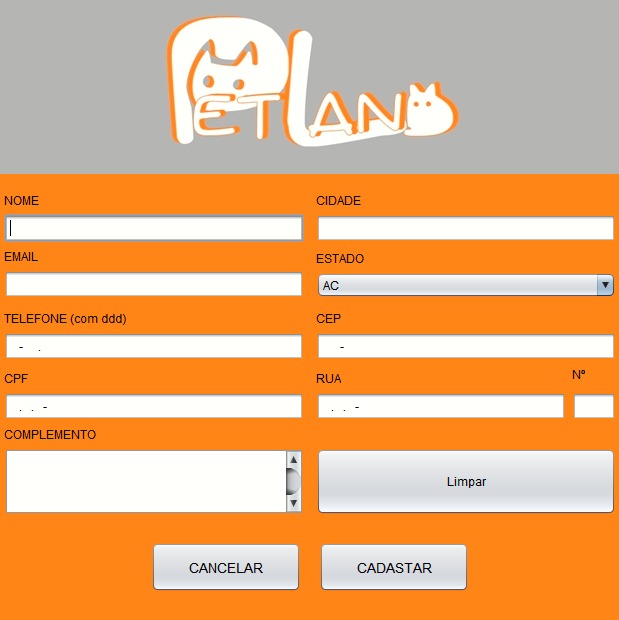 PETLAND
NOME
CIDADE
EMAIL
ESTADO
AC
TELEFONE (com ddd)
CEP
- .
-
CPF
RUA
Nº
. . -
. . -
COMPLEMENTO
Limpar
CANCELAR
CADASTAR